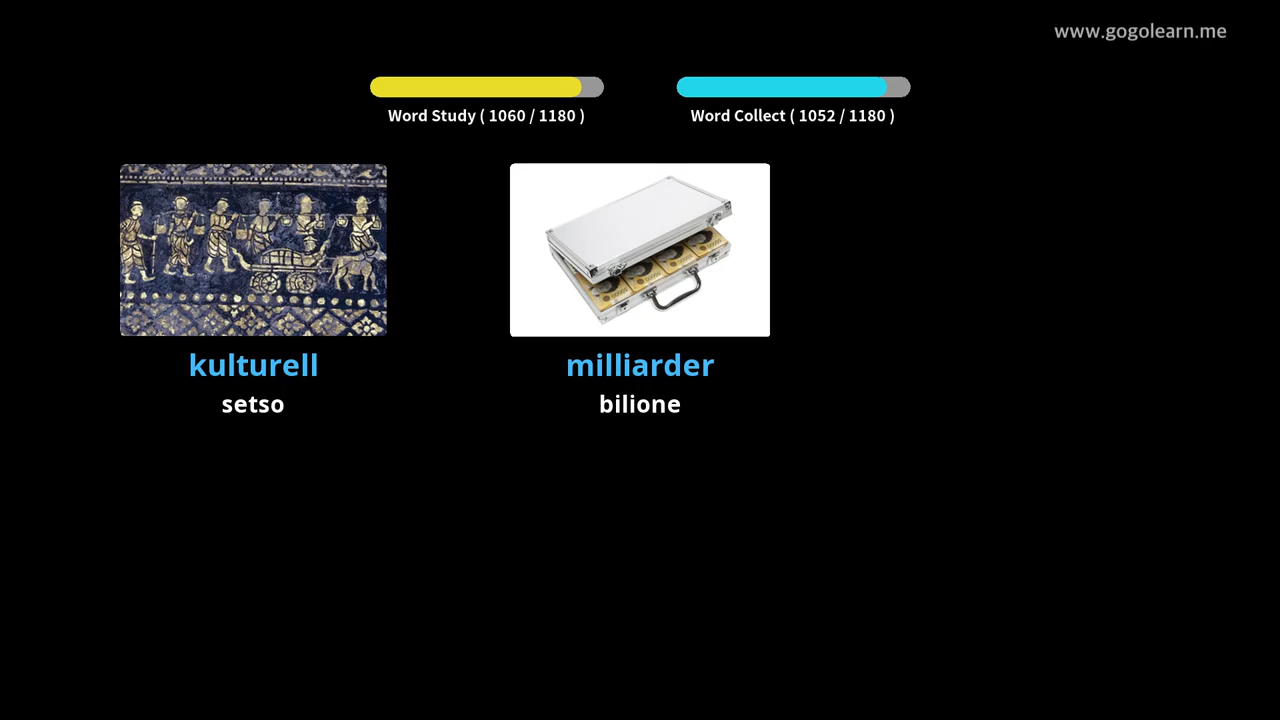 www.gogolearn.me
Word Study ( 1060 / 1180 )
Word Collect ( 1052 / 1180 )
kulturell
milliarder
setso
bilione